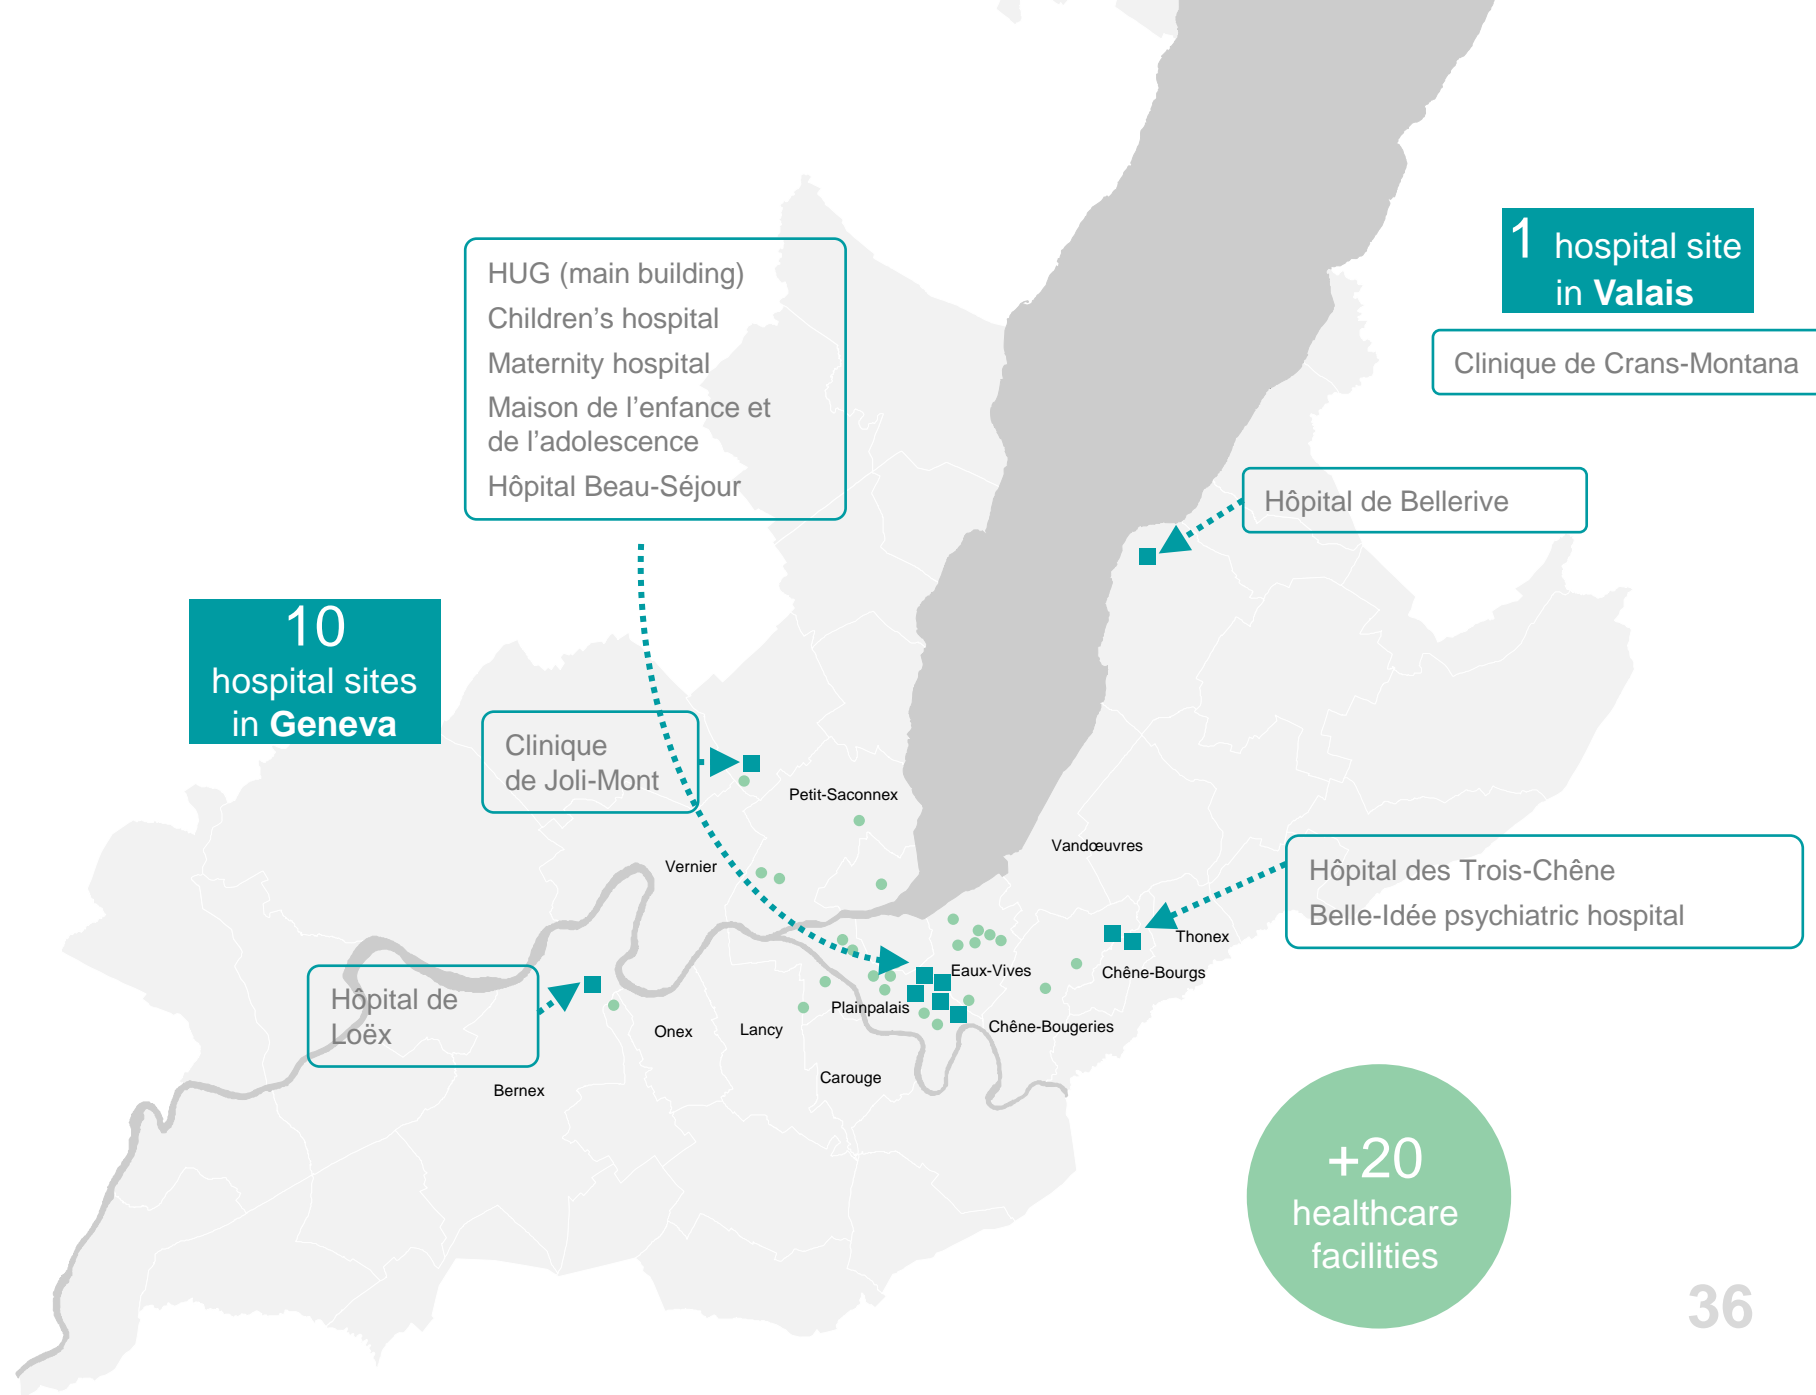 HUG (main building)
Children's hospital
Maternity hospital
Maison de l'enfance et
de l'adolescence
Hôpital Beau-Séjour
1 hospital site
in Valais
Clinique de Crans-Montana
Hôpital de Bellerive
10
hospital sites
in Geneva
Clinique
de Joli-Mont
Petit-Saconnex
Vernier
Vandœuvres
Hôpital des Trois-Chêne
Belle-Idée psychiatric hospital
Thonex
Eaux-Vives
Chêne-Bourgs
Hôpital de
Loëx
Plainpalais
Onex
Lancy
Chêne-Bougeries
Carouge
Bernex
+20
healthcare
facilities
36